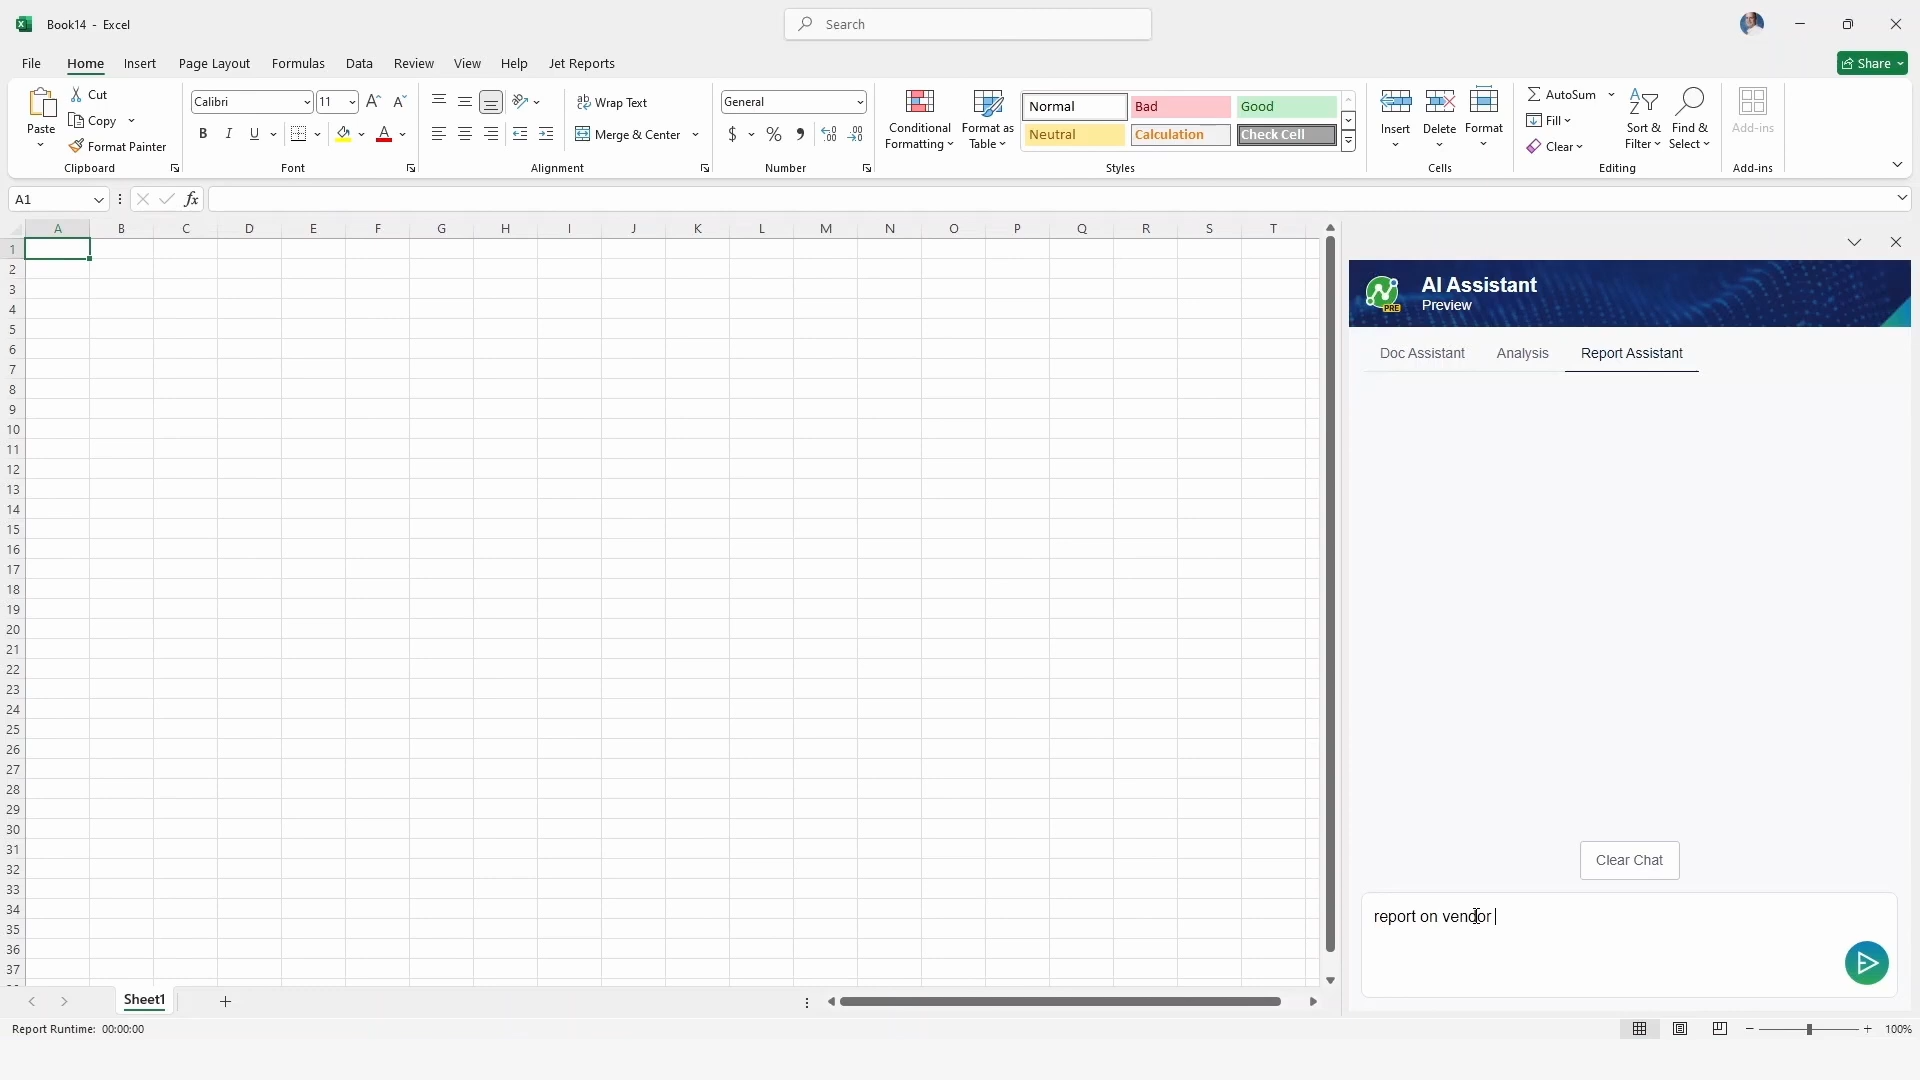 Book14 - Excel
Search
File Home Insert Page Layout Formulas Data Review View Help Jet Reports
Share
Paste
Cut
Copy
Format Painter
Clipboard
Calibri 11
B I U
Font
Wrap Text
Merge & Center
Alignment
General
$ % ,
Number
Conditional Formatting
Format as Table
Normal Bad Good
Neutral Calculation Check Cell
Styles
Insert Delete Format
Cells
AutoSum
Fill
Clear
Sort & Filter
Find & Select
Editing
Add-ins
Add-ins
A1
fx
A B C D E F G H I J K L M N O P Q R S T
1
2
3
4
5
6
7
8
9
10
11
12
13
14
15
16
17
18
19
20
21
22
23
24
25
26
27
28
29
30
31
32
33
34
35
36
37
AI Assistant
Preview
PRE
Doc Assistant Analysis Report Assistant
Clear Chat
report on vendor
Sheet1
Report Runtime: 00:00:00
100%